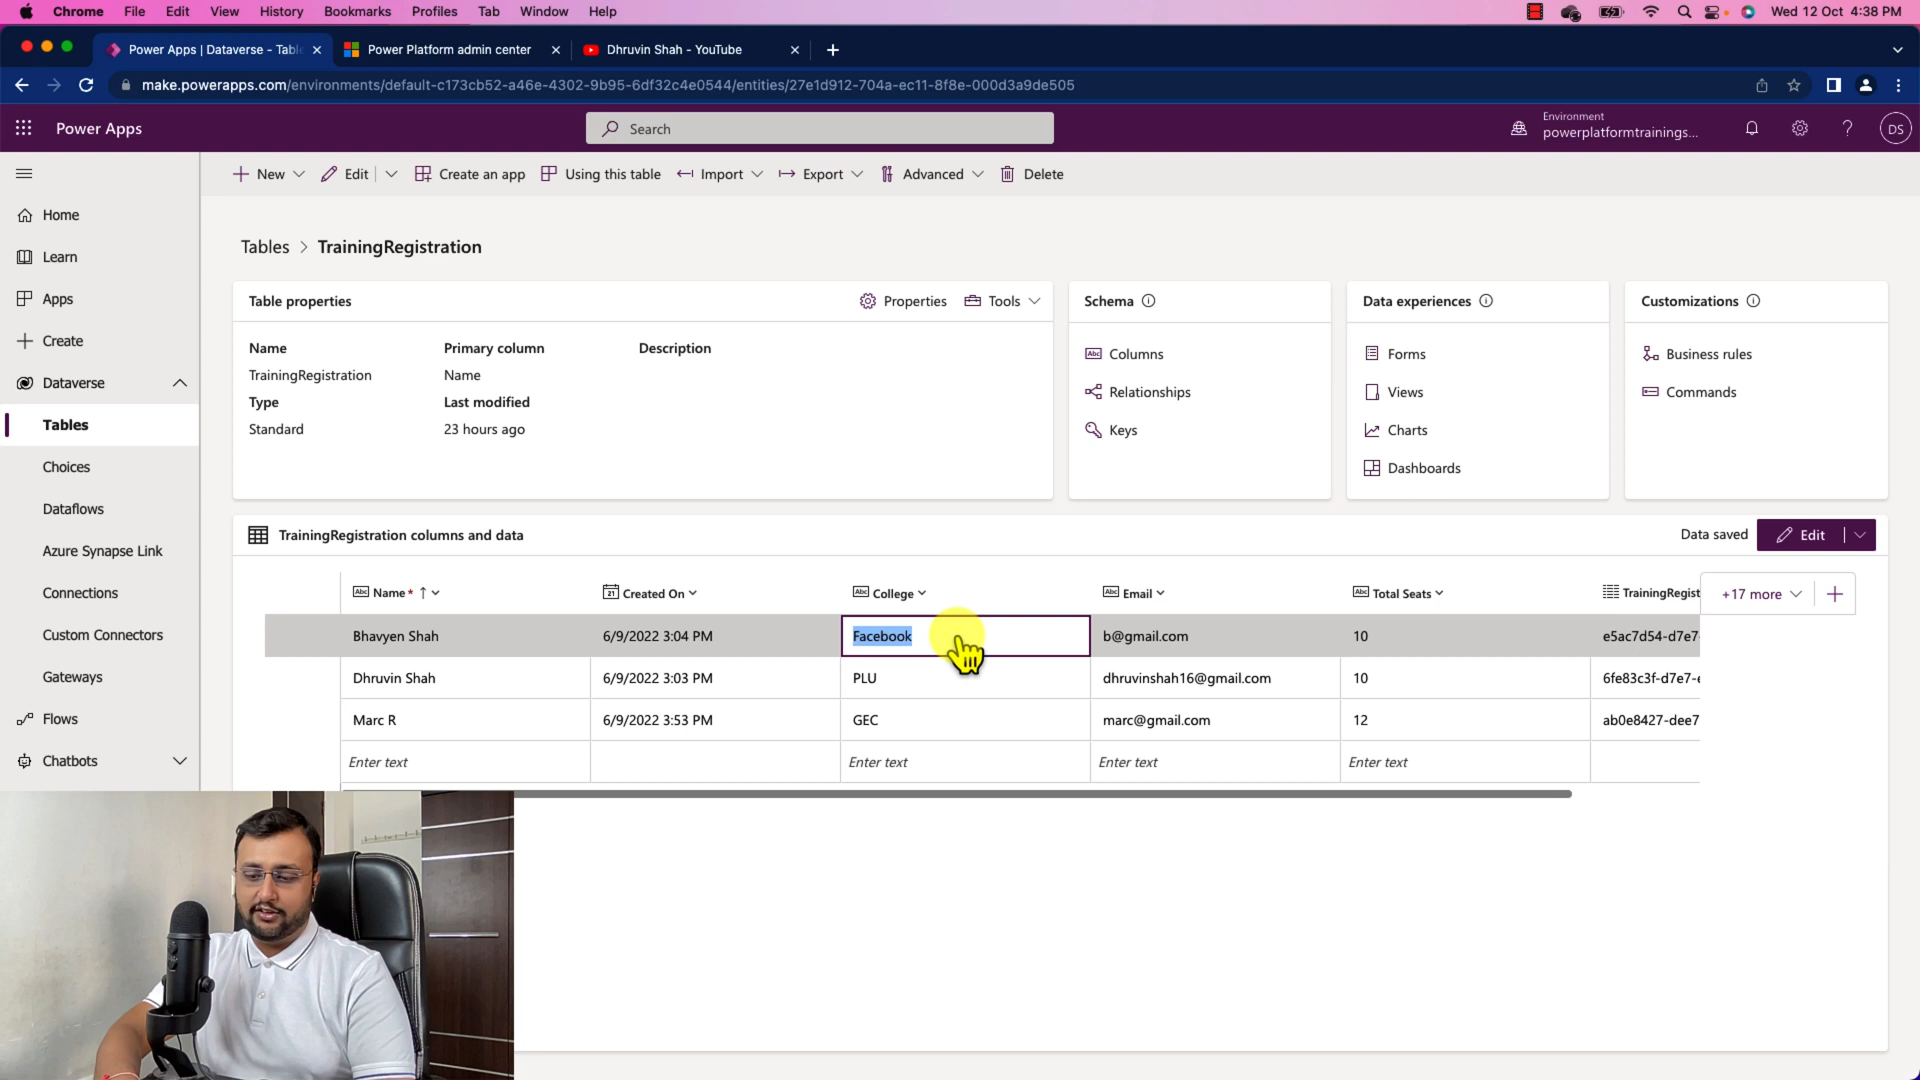 Chrome File Edit View History Bookmarks Profiles Tab Window Help Wed 12 Oct 4:38 PM
Power Apps | Dataverse - Table Power Platform admin center Dhruvin Shah - YouTube
make.powerapps.com/environments/default-c173cb52-a46e-4302-9b95-6df32c4e0544/entities/27e1d912-704a-ec11-8f8e-000d3a9de505
Power Apps
Search
Environment
powerplatformtrainings...
DS
New Edit Create an app Using this table Import Export Advanced Delete
Home
Learn
Apps
Create
Dataverse
Tables
Choices
Dataflows
Azure Synapse Link
Connections
Custom Connectors
Gateways
Flows
Chatbots
Tables > TrainingRegistration
Table properties Properties Tools
Name Primary column Description
TrainingRegistration Name
Type Last modified
Standard 23 hours ago
Schema
Columns
Relationships
Keys
Data experiences
Forms
Views
Charts
Dashboards
Customizations
Business rules
Commands
TrainingRegistration columns and data Data saved Edit
Name * Created On College Email Total Seats TrainingRegist +17 more
Bhavyen Shah 6/9/2022 3:04 PM Facebook b@gmail.com 10 e5ac7d54-d7e7-
Dhruvin Shah 6/9/2022 3:03 PM PLU dhruvinshah16@gmail.com 10 6fe83c3f-d7e7-e
Marc R 6/9/2022 3:53 PM GEC marc@gmail.com 12 ab0e8427-dee7
Enter text Enter text Enter text Enter text